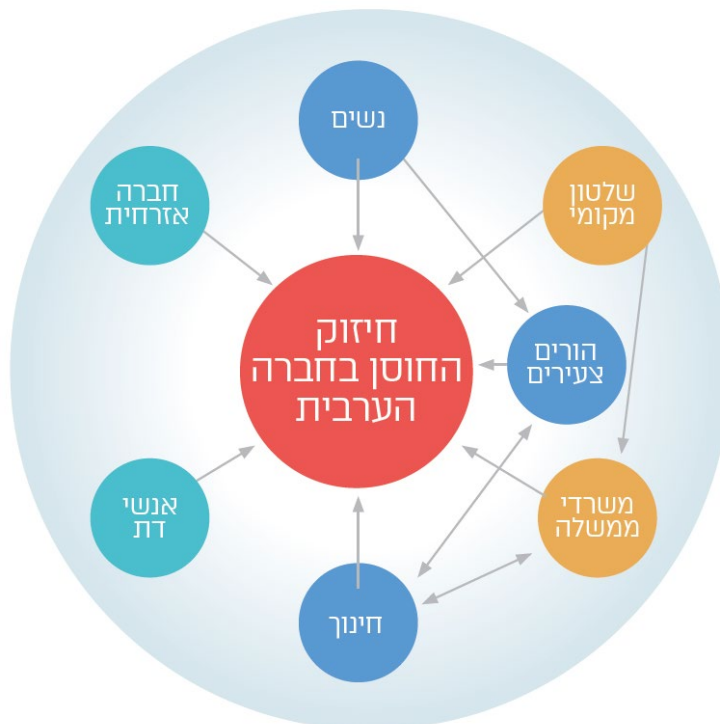 נשים
שלטון
מקומי
חברה
אזרחית
הורים
צעירים
חיזוק
החוסן בחברה
הערבית
משרדי
ממשלה
אנשי
דת
חינוך